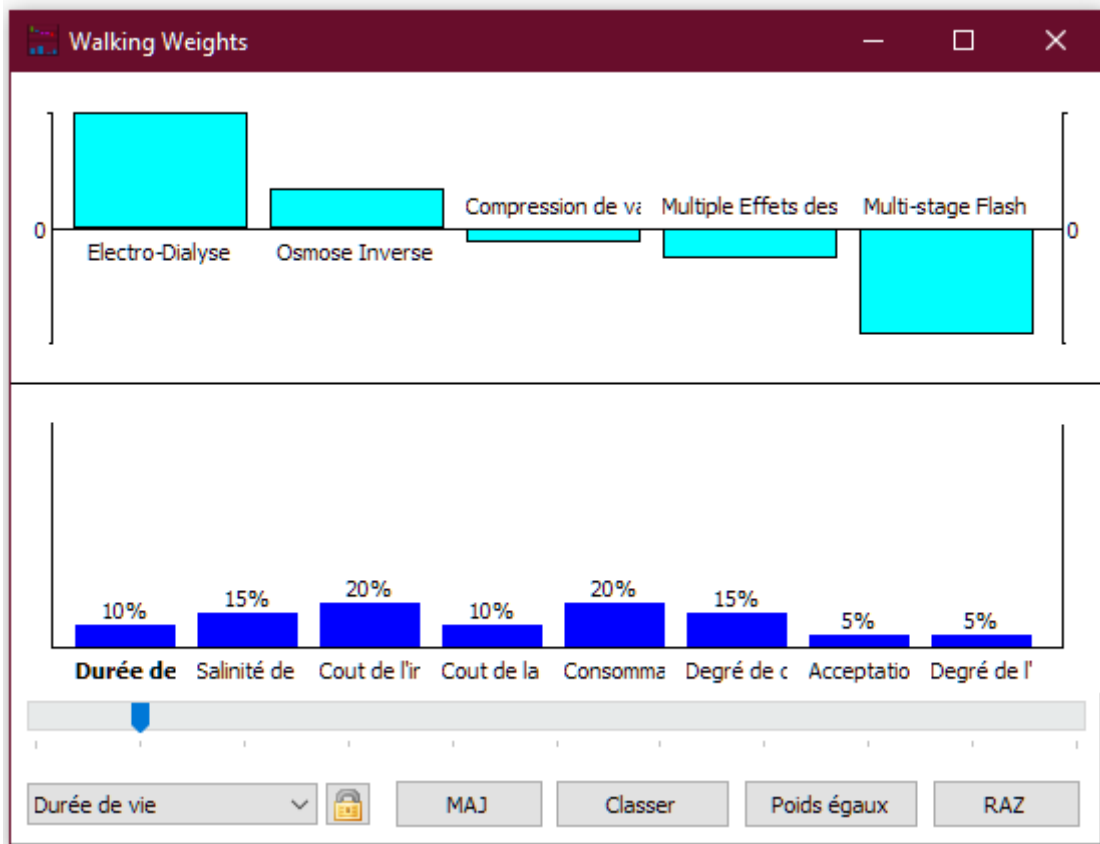 Walking Weights
Compression de va Multiple Effets des Multi-stage Flash
0 0
Electro-Dialyse Osmose Inverse
10% 15% 20% 10% 20% 15% 5% 5%
Durée de Salinité de Cout de l'ir Cout de la Consomma Degré de c Acceptatio Degré de l'
Durée de vie MAJ Classer Poids égaux RAZ